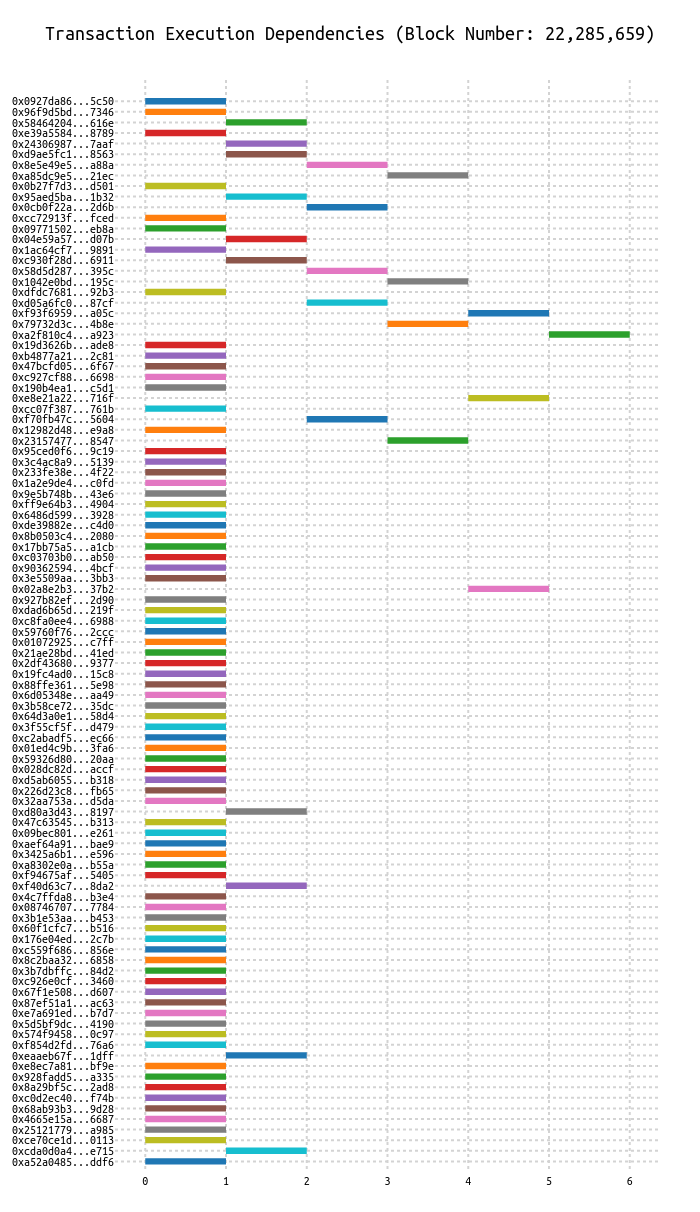 Transaction Execution Dependencies (Block Number: 22,285,659)
0x0927da86...5c50
0x96f9d5bd...7346
0x58464204...616e
0xe39a5584...8789
0x24306987...7aaf
0xd9ae5fc1...8563
0x8e5e49e5...a88a
0xa85dc9e5...21ec
0x0b27f7d3...d501
0x95aed5ba...1b32
0x0cb0f22a...2d6b
0xcc72913f...fced
0x09771502...eb8a
0x04e59a57...d07b
0x1ac64cf7...9891
0xc930f28d...6911
0x58d5d287...395c
0x1042e0bd...195c
0xdfdc7681...92b3
0xd05a6fc0...87cf
0xf93f6959...a05c
0x79732d3c...4b8e
0xa2f810c4...a923
0x19d3626b...ade8
0xb4877a21...2c81
0x47bcfd05...6f67
0xc927cf88...6698
0x190b4ea1...c5d1
0xe8e21a22...716f
0xcc07f387...761b
0xf70fb47c...5604
0x12982d48...e9a8
0x23157477...8547
0x95ced0f6...9c19
0x3c4ac8a9...5139
0x233fe38e...4f22
0x1a2e9de4...c0fd
0x9e5b748b...43e6
0xff9e64b3...4904
0x6486d599...3928
0xde39882e...c4d0
0x8b0503c4...2080
0x17bb75a5...a1cb
0xc03703b0...ab50
0x90362594...4bcf
0x3e5509aa...3bb3
0x02a8e2b3...37b2
0x927b82ef...2d90
0xdad6b65d...219f
0xc8fa0ee4...6988
0x59760f76...2ccc
0x01072925...c7ff
0x21ae28bd...41ed
0x2df43680...9377
0x19fc4ad0...15c8
0x88ffe361...5e98
0x6d05348e...aa49
0x3b58ce72...35dc
0x64d3a0e1...58d4
0x3f55cf5f...d479
0xc2abadf5...ec66
0x01ed4c9b...3fa6
0x59326d80...20aa
0x028dc82d...accf
0xd5ab6055...b318
0x226d23c8...fb65
0x32aa753a...d5da
0xd80a3d43...8197
0x47c63545...b313
0x09bec801...e261
0xaef64a91...bae9
0x3425a6b1...e596
0xa8302e0a...b55a
0xf94675af...5405
0xf40d63c7...8da2
0x4c7ffda8...b3e4
0x08746707...7784
0x3b1e53aa...b453
0x60f1cfc7...b516
0x176e04ed...2c7b
0xc559f686...856e
0x8c2baa32...6858
0x3b7dbffc...84d2
0xc926e0cf...3460
0x67f1e508...d607
0x87ef51a1...ac63
0xe7a691ed...b7d7
0x5d5bf9dc...4190
0x574f9458...0c97
0xf854d2fd...76a6
0xeaaeb67f...1dff
0xe8ec7a81...bf9e
0x928fadd5...a335
0x8a29bf5c...2ad8
0xc0d2ec40...f74b
0x68ab93b3...9d28
0x4665e15a...6687
0x25121779...a985
0xce70ce1d...0113
0xcda0d0a4...e715
0xa52a0485...ddf6
0 1 2 3 4 5 6